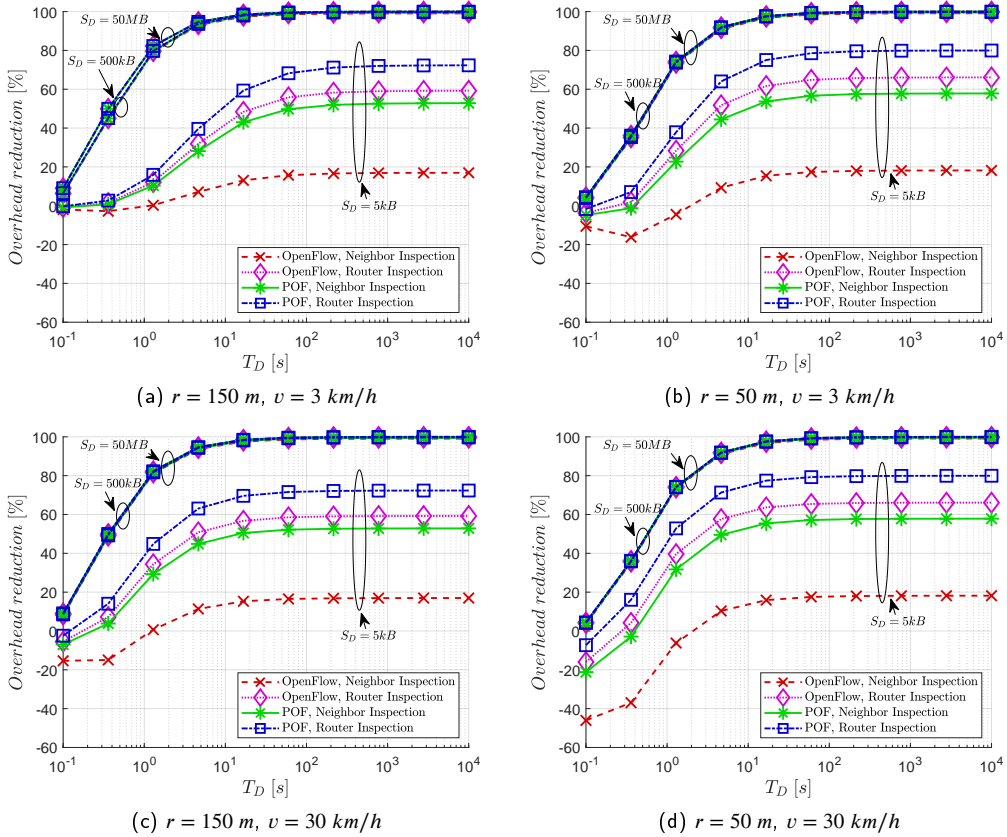 100
80
60
40
20
0
-20
-40
-60
Overhead reduction [%]
S_D = 50MB
S_D = 500kB
S_D = 5kB
OpenFlow, Neighbor Inspection
OpenFlow, Router Inspection
POF, Neighbor Inspection
POF, Router Inspection
10^-1 10^0 10^1 10^2 10^3 10^4
T_D [s]
(a) r = 150 m, v = 3 km/h
100
80
60
40
20
0
-20
-40
-60
Overhead reduction [%]
S_D = 50MB
S_D = 500kB
S_D = 5kB
OpenFlow, Neighbor Inspection
OpenFlow, Router Inspection
POF, Neighbor Inspection
POF, Router Inspection
10^-1 10^0 10^1 10^2 10^3 10^4
T_D [s]
(b) r = 50 m, v = 3 km/h
100
80
60
40
20
0
-20
-40
-60
Overhead reduction [%]
S_D = 50MB
S_D = 500kB
S_D = 5kB
OpenFlow, Neighbor Inspection
OpenFlow, Router Inspection
POF, Neighbor Inspection
POF, Router Inspection
10^-1 10^0 10^1 10^2 10^3 10^4
T_D [s]
(c) r = 150 m, v = 30 km/h
100
80
60
40
20
0
-20
-40
-60
Overhead reduction [%]
S_D = 50MB
S_D = 500kB
S_D = 5kB
OpenFlow, Neighbor Inspection
OpenFlow, Router Inspection
POF, Neighbor Inspection
POF, Router Inspection
10^-1 10^0 10^1 10^2 10^3 10^4
T_D [s]
(d) r = 50 m, v = 30 km/h